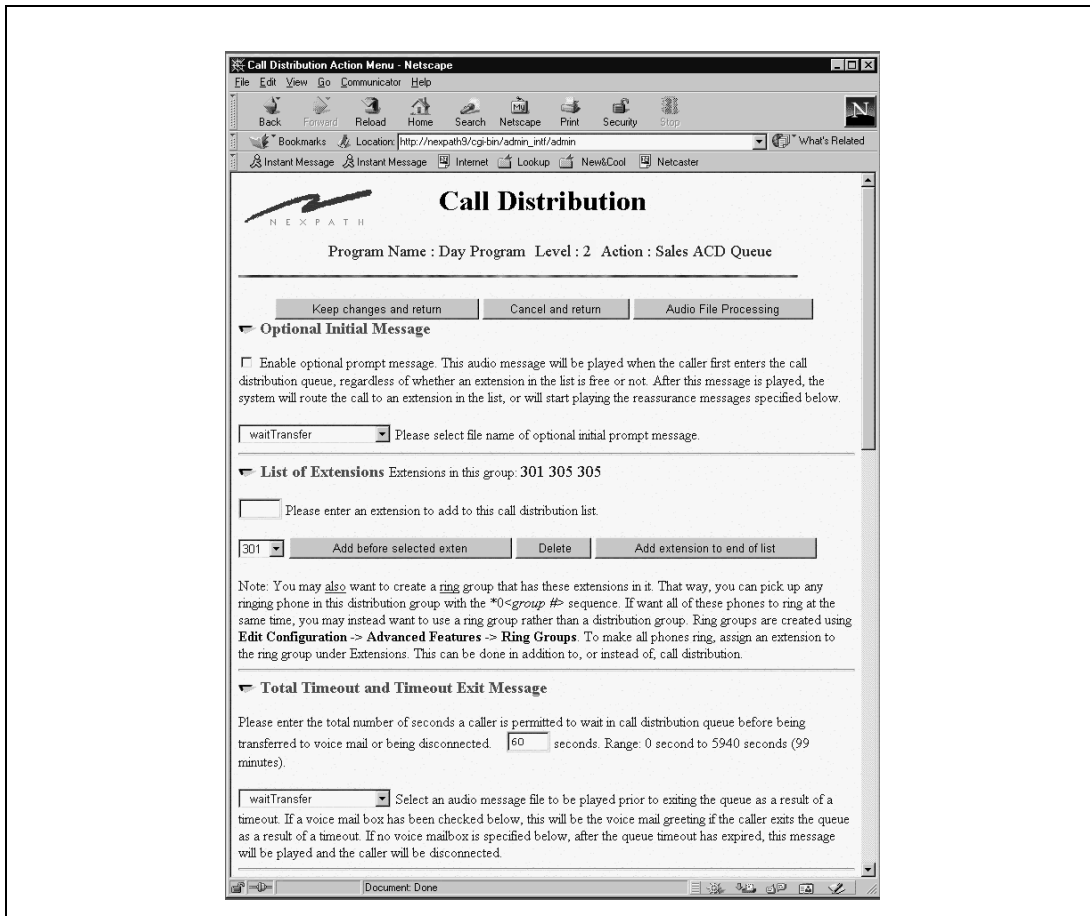 Call Distribution Action Menu - Netscape
File Edit View Go Communicator Help
Back Forward Reload Home Search Netscape Print Security Stop
N
Bookmarks Location: http://nexpath9/cgi-bin/admin_intf/admin What's Related
Instant Message Instant Message Internet Lookup New&Cool Netcaster
NEXPATH
Call Distribution
Program Name : Day Program Level : 2 Action : Sales ACD Queue
Keep changes and return Cancel and return Audio File Processing
Optional Initial Message
Enable optional prompt message. This audio message will be played when the caller first enters the call
distribution queue, regardless of whether an extension in the list is free or not. After this message is played, the
system will route the call to an extension in the list, or will start playing the reassurance messages specified below.
waitTransfer Please select file name of optional initial prompt message.
List of Extensions Extensions in this group: 301 305 305
Please enter an extension to add to this call distribution list.
301 Add before selected exten Delete Add extension to end of list
Note: You may also want to create a ring group that has these extensions in it. That way, you can pick up any
ringing phone in this distribution group with the *0<group #> sequence. If want all of these phones to ring at the
same time, you may instead want to use a ring group rather than a distribution group. Ring groups are created using
Edit Configuration -> Advanced Features -> Ring Groups. To make all phones ring, assign an extension to
the ring group under Extensions. This can be done in addition to, or instead of, call distribution.
Total Timeout and Timeout Exit Message
Please enter the total number of seconds a caller is permitted to wait in call distribution queue before being
transferred to voice mail or being disconnected. 60 seconds. Range: 0 second to 5940 seconds (99
minutes).
waitTransfer Select an audio message file to be played prior to exiting the queue as a result of a
timeout. If a voice mail box has been checked below, this will be the voice mail greeting if the caller exits the queue
as a result of a timeout. If no voice mailbox is specified below, after the queue timeout has expired, this message
will be played and the caller will be disconnected.
Document: Done